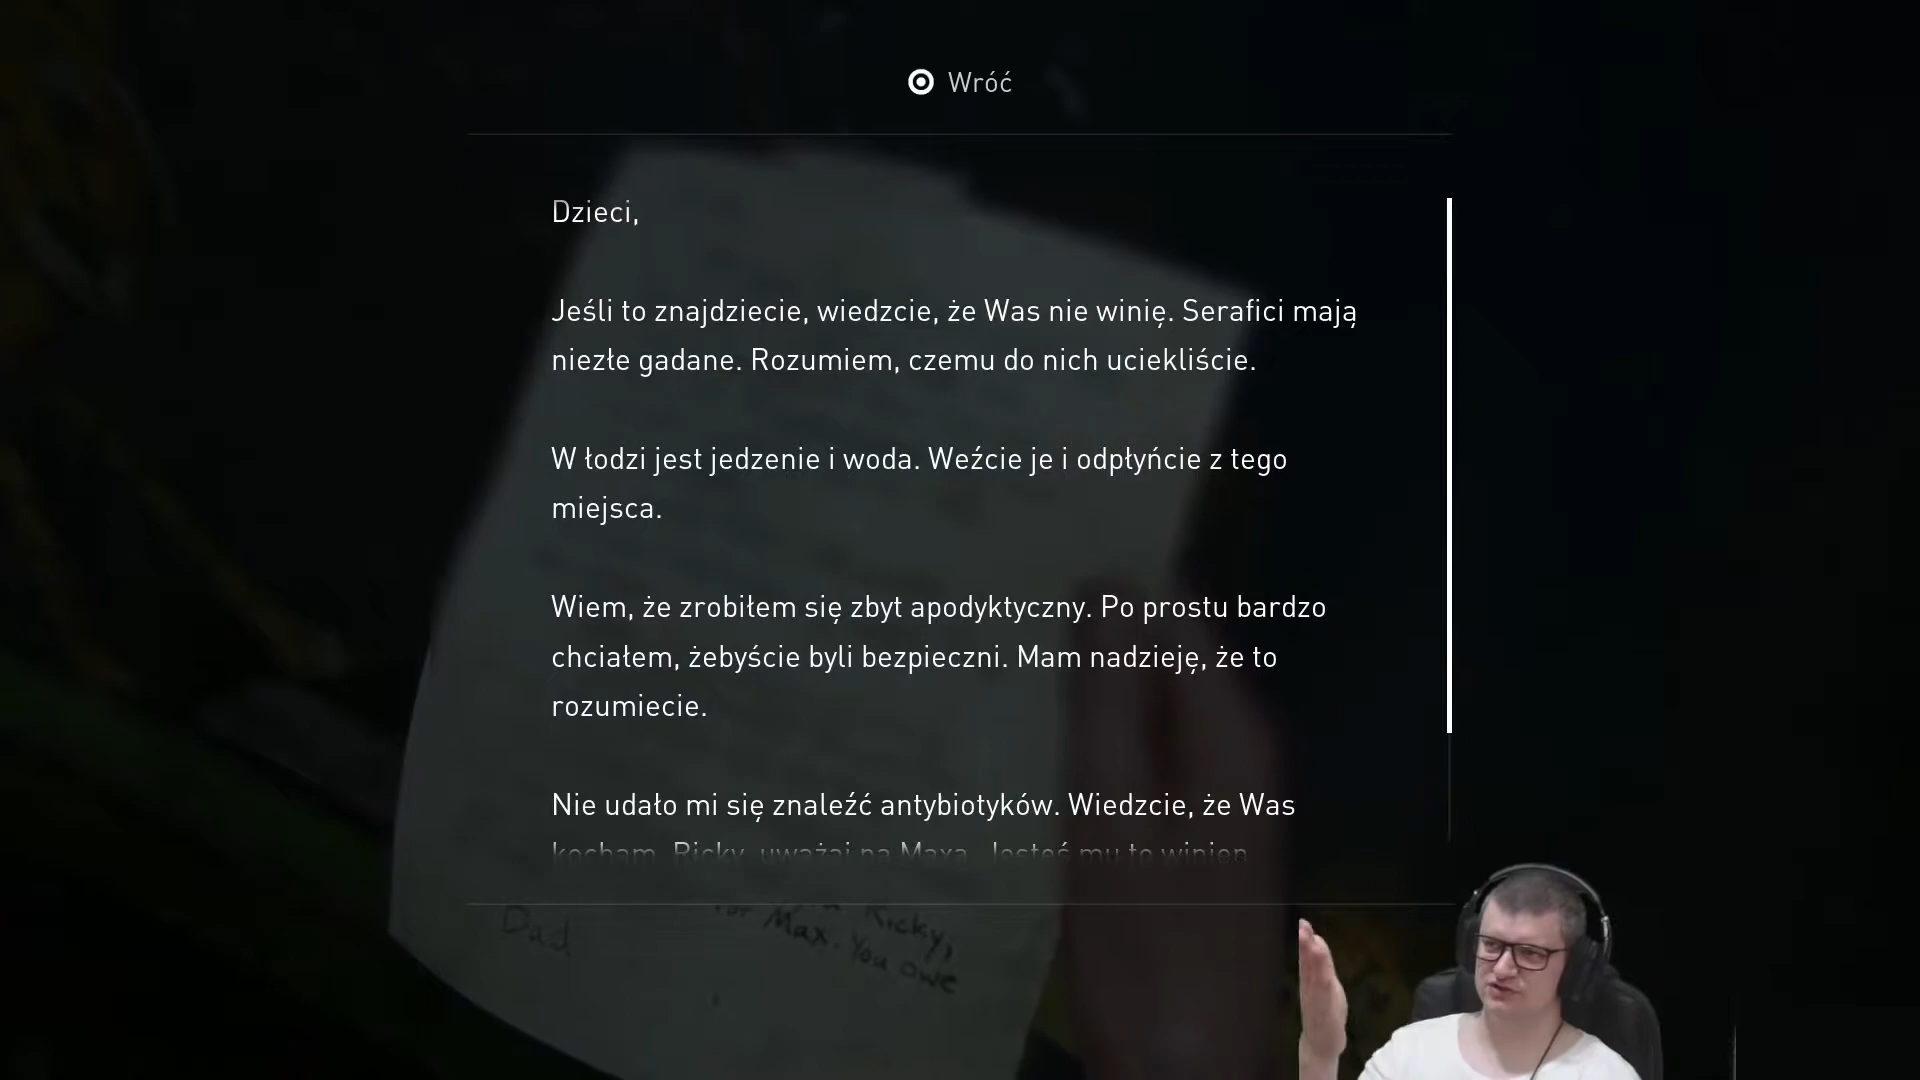 Wróć
Dzieci,
Jeśli to znajdziecie, wiedzcie, że Was nie winię. Serafici mają
niezłe gadane. Rozumiem, czemu do nich uciekliście.
W łodzi jest jedzenie i woda. Weźcie je i odpłyńcie z tego
miejsca.
Wiem, że zrobiłem się zbyt apodyktyczny. Po prostu bardzo
chciałem, żebyście byli bezpieczni. Mam nadzieję, że to
rozumiecie.
Nie udało mi się znaleźć antybiotyków. Wiedzcie, że Was
kocham. Ricky, uważaj na Maxa. Jesteś mu to winien
Ricky,
for Max. You owe
Dad